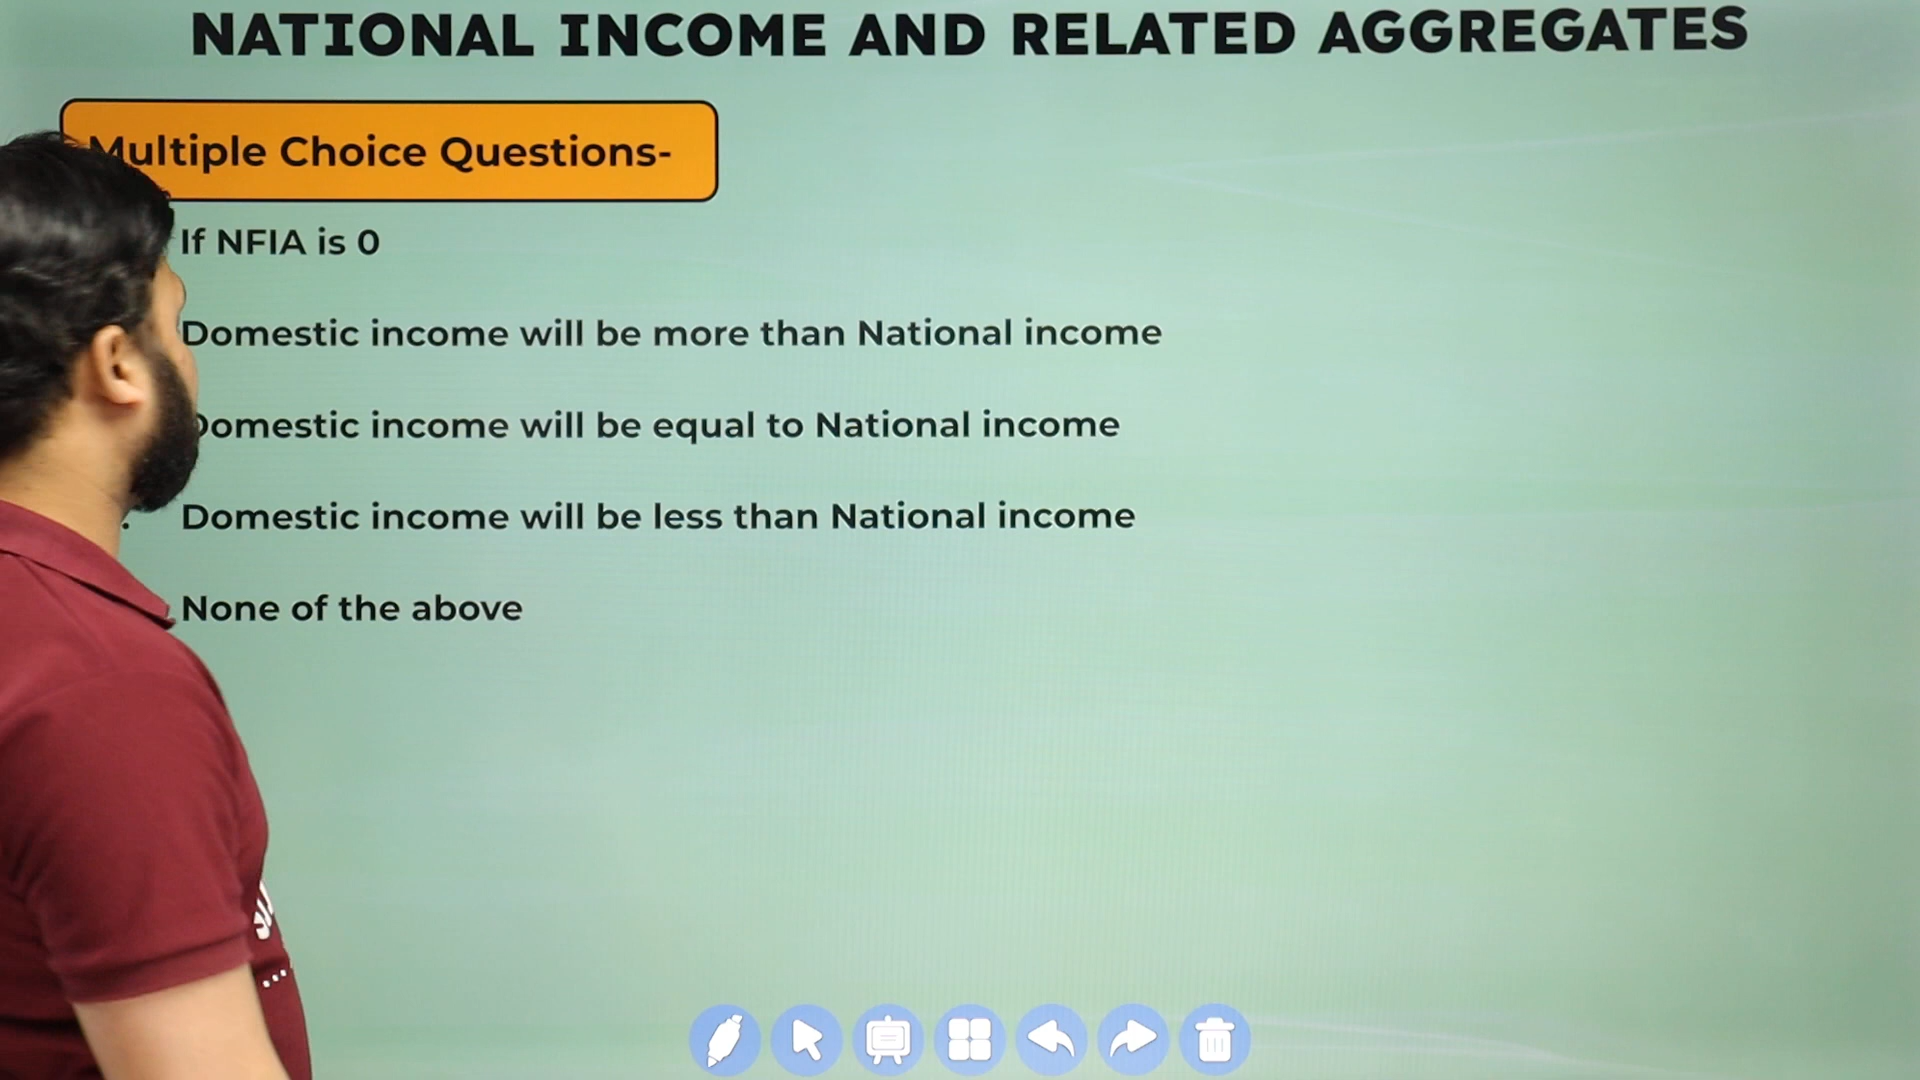 NATIONAL INCOME AND RELATED AGGREGATES
Multiple Choice Questions-
If NFIA is 0
Domestic income will be more than National income
Domestic income will be equal to National income
Domestic income will be less than National income
None of the above